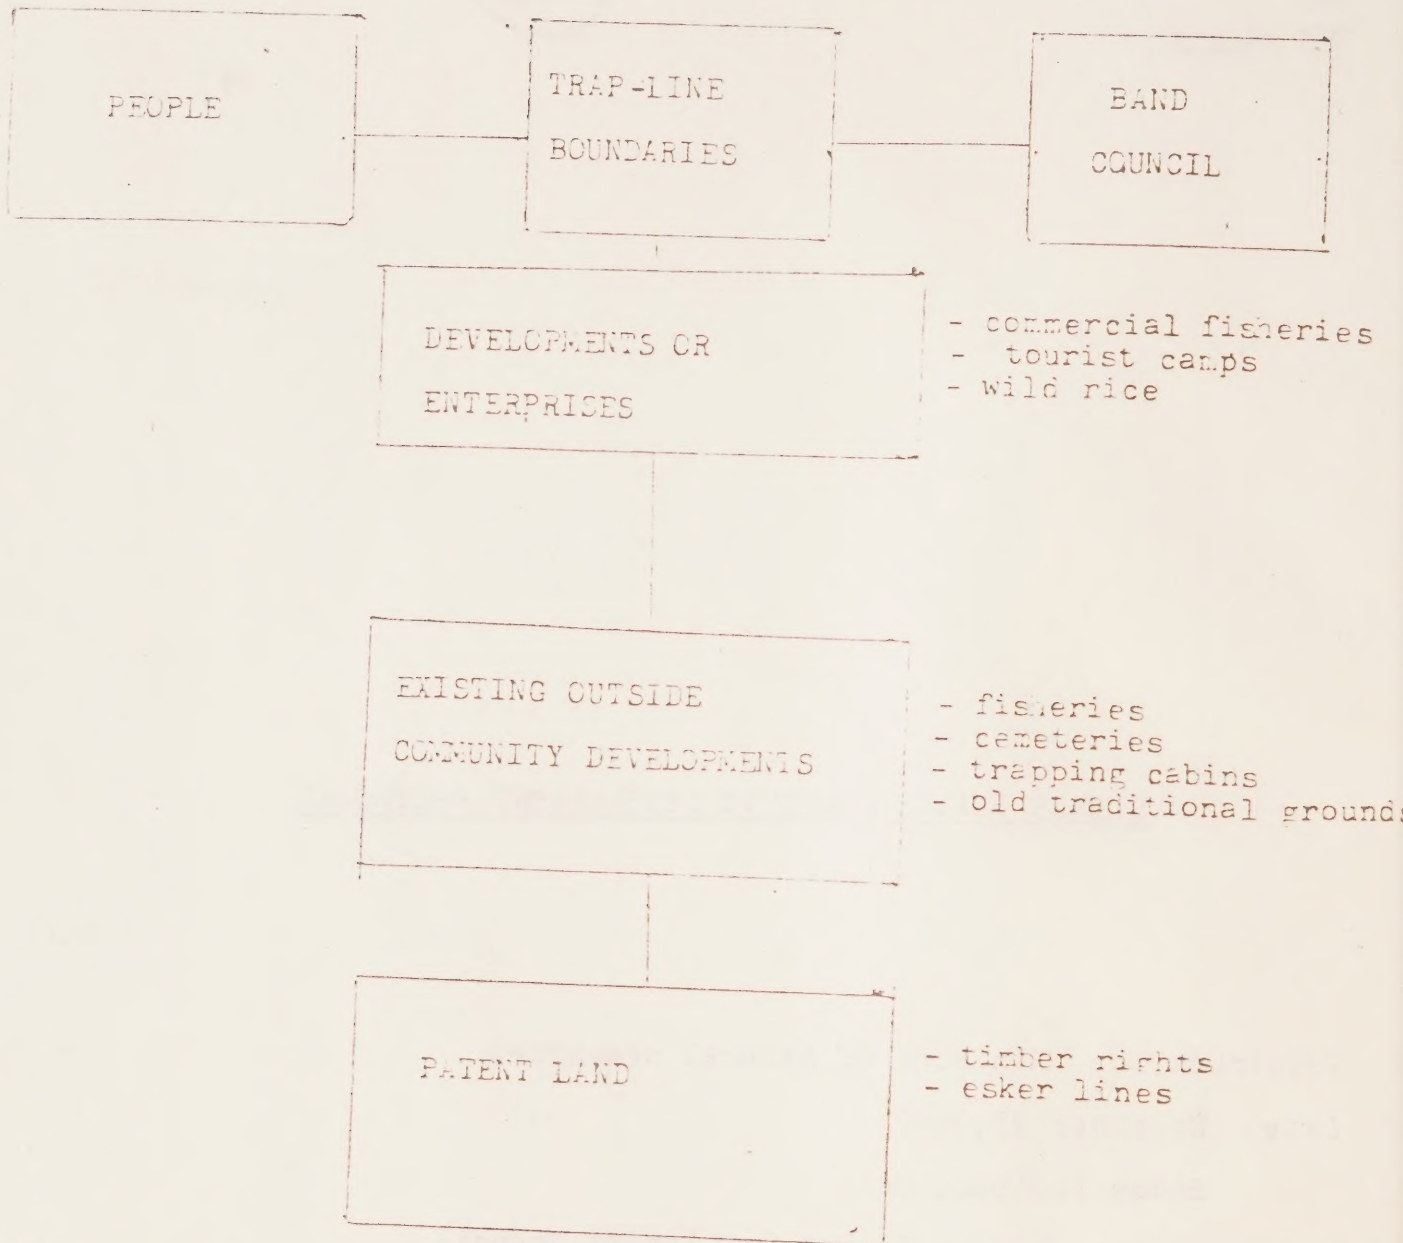 PEOPLE
TRAP-LINE
BOUNDARIES
BAND
COUNCIL
DEVELOPMENTS OR
ENTERPRISES
- commercial fisheries
- tourist camps
- wild rice
EXISTING OUTSIDE
COMMUNITY DEVELOPMENTS
- fisheries
- cemeteries
- trapping cabins
- old traditional grounds
PATENT LAND
- timber rights
- esker lines